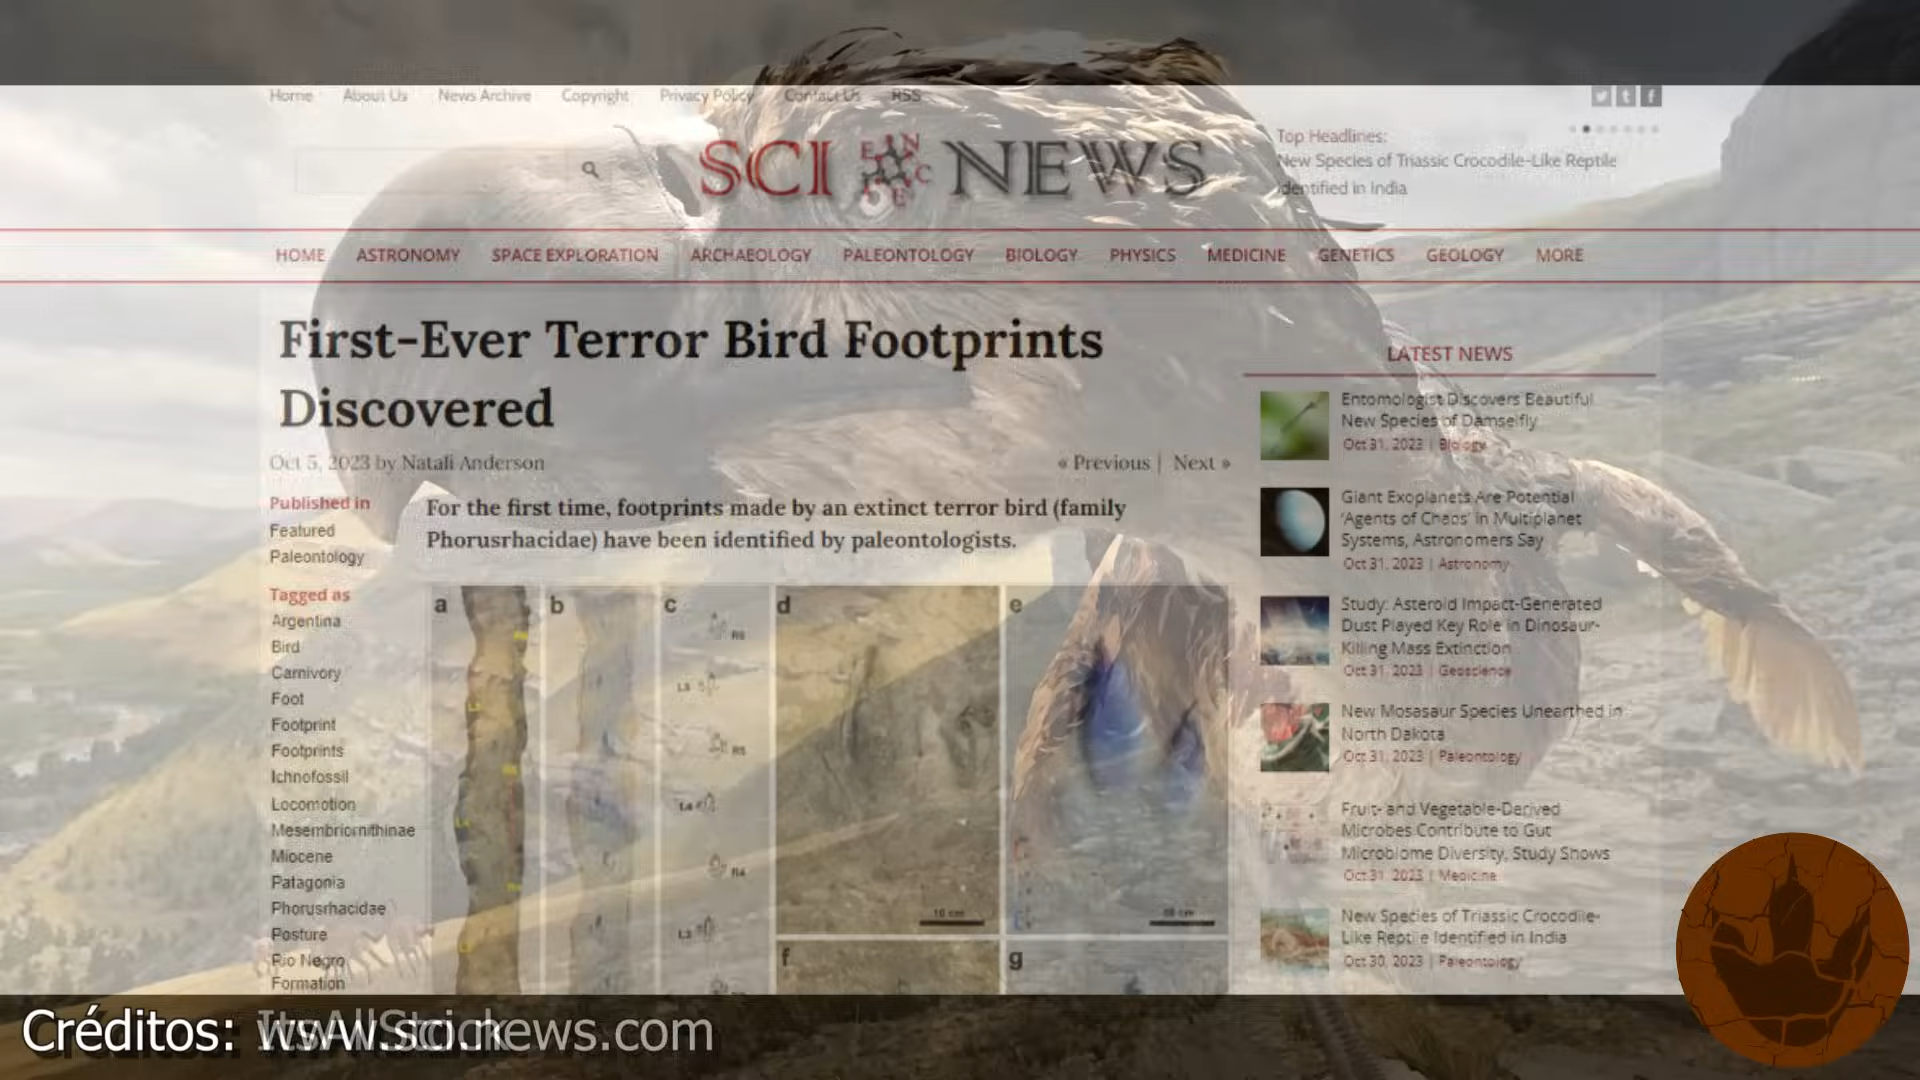 Home About Us News Archive Copyright Privacy Policy Contact Us RSS
SCI NEWS
Top Headlines:
New Species of Triassic Crocodile-Like Reptile
Identified in India
HOME ASTRONOMY SPACE EXPLORATION ARCHAEOLOGY PALEONTOLOGY BIOLOGY PHYSICS MEDICINE GENETICS GEOLOGY MORE
First-Ever Terror Bird Footprints
Discovered
Oct 5, 2023 by Natali Anderson
« Previous | Next »
Published in
Featured
Paleontology
Tagged as
Argentina
Bird
Carnivory
Foot
Footprint
Footprints
Ichnofossil
Locomotion
Mesembriornithinae
Miocene
Patagonia
Phorusrhacidae
Posture
Rio Negro
Formation
For the first time, footprints made by an extinct terror bird (family
Phorusrhacidae) have been identified by paleontologists.
a b c d e
R6
L5
R5
L4
R4
L3
10 cm
f g
LATEST NEWS
Entomologist Discovers Beautiful
New Species of Damselfly
Oct 31, 2023 | Biology
Giant Exoplanets Are Potential
'Agents of Chaos' in Multiplanet
Systems, Astronomers Say
Oct 31, 2023 | Astronomy
Study: Asteroid Impact-Generated
Dust Played Key Role in Dinosaur-
Killing Mass Extinction
Oct 31, 2023 | Geoscience
New Mosasaur Species Unearthed in
North Dakota
Oct 31, 2023 | Paleontology
Fruit- and Vegetable-Derived
Microbes Contribute to Gut
Microbiome Diversity, Study Shows
Oct 31, 2023 | Medicine
New Species of Triassic Crocodile-
Like Reptile Identified in India
Oct 30, 2023 | Paleontology
Créditos: